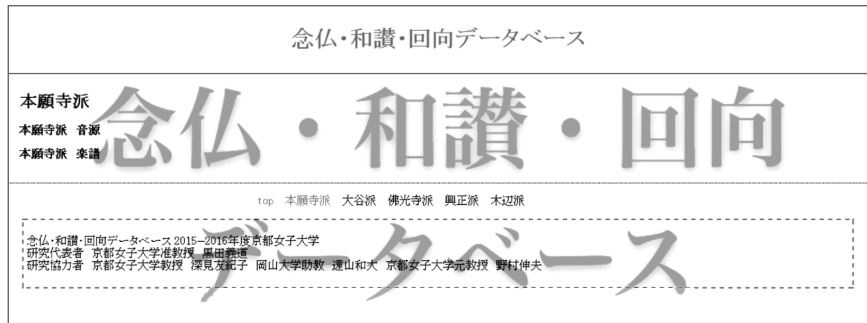 念仏・和讃・回向データベース
念仏・和讃・回向
データベース
本願寺派
本願寺派 音源
本願寺派 楽譜
top 本願寺派 大谷派 佛光寺派 興正派 木辺派
念仏・和讃・回向データベース 2015–2016年度京都女子大学
研究代表者 京都女子大学准教授 黒田義道
研究協力者 京都女子大学教授 深見友紀子 岡山大学助教 遠山和大 京都女子大学元教授 野村伸夫